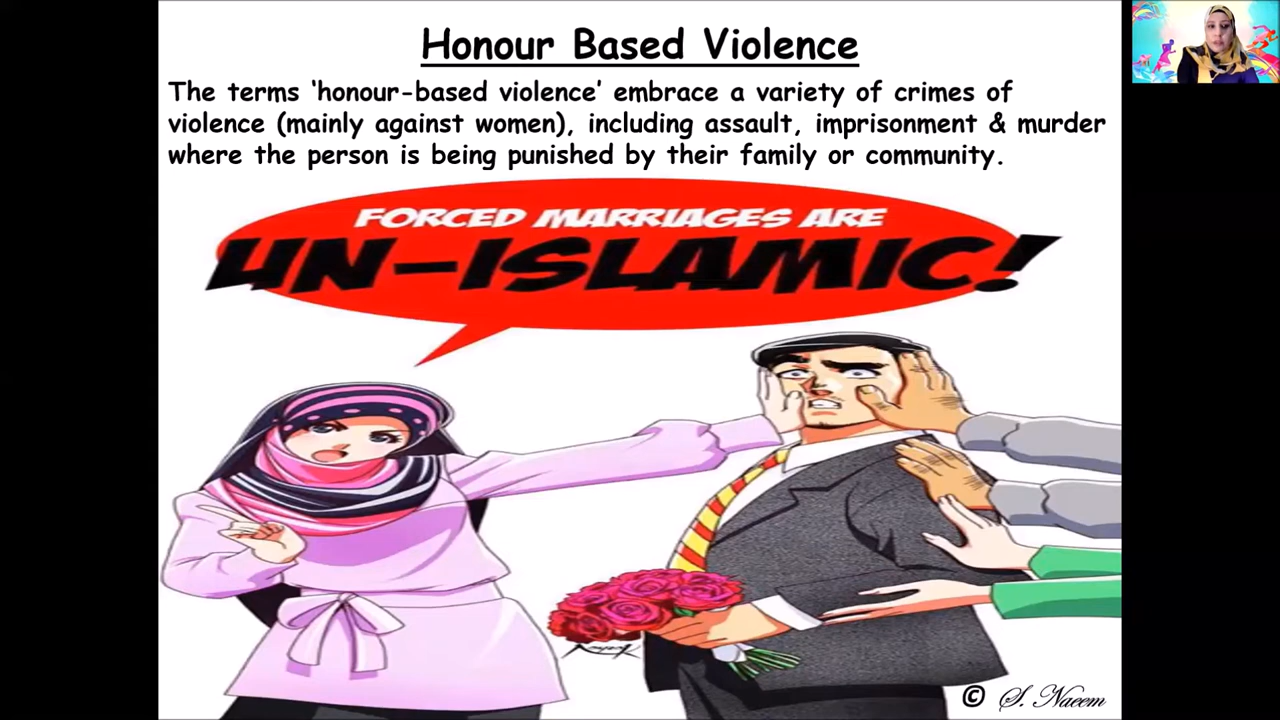 Honour Based Violence
The terms ‘honour-based violence’ embrace a variety of crimes of
violence (mainly against women), including assault, imprisonment & murder
where the person is being punished by their family or community.
FORCED MARRIAGES ARE
UN-ISLAMIC!
© S. Naeem